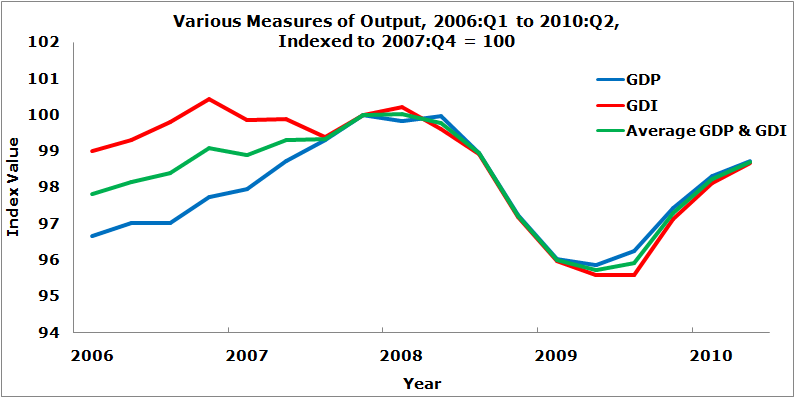 Various Measures of Output, 2006:Q1 to 2010:Q2,
Indexed to 2007:Q4 = 100
102
101
100
99
98
97
96
95
94
Index Value
GDP
GDI
Average GDP & GDI
2006 2007 2008 2009 2010
Year